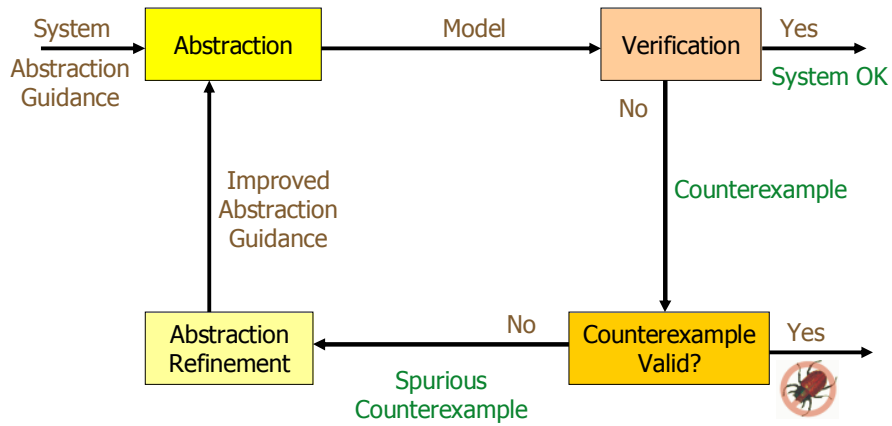 System
Abstraction
Guidance
Abstraction
Model
Verification
Yes
System OK
No
Counterexample
Improved
Abstraction
Guidance
Abstraction
Refinement
No
Spurious
Counterexample
Counterexample
Valid?
Yes